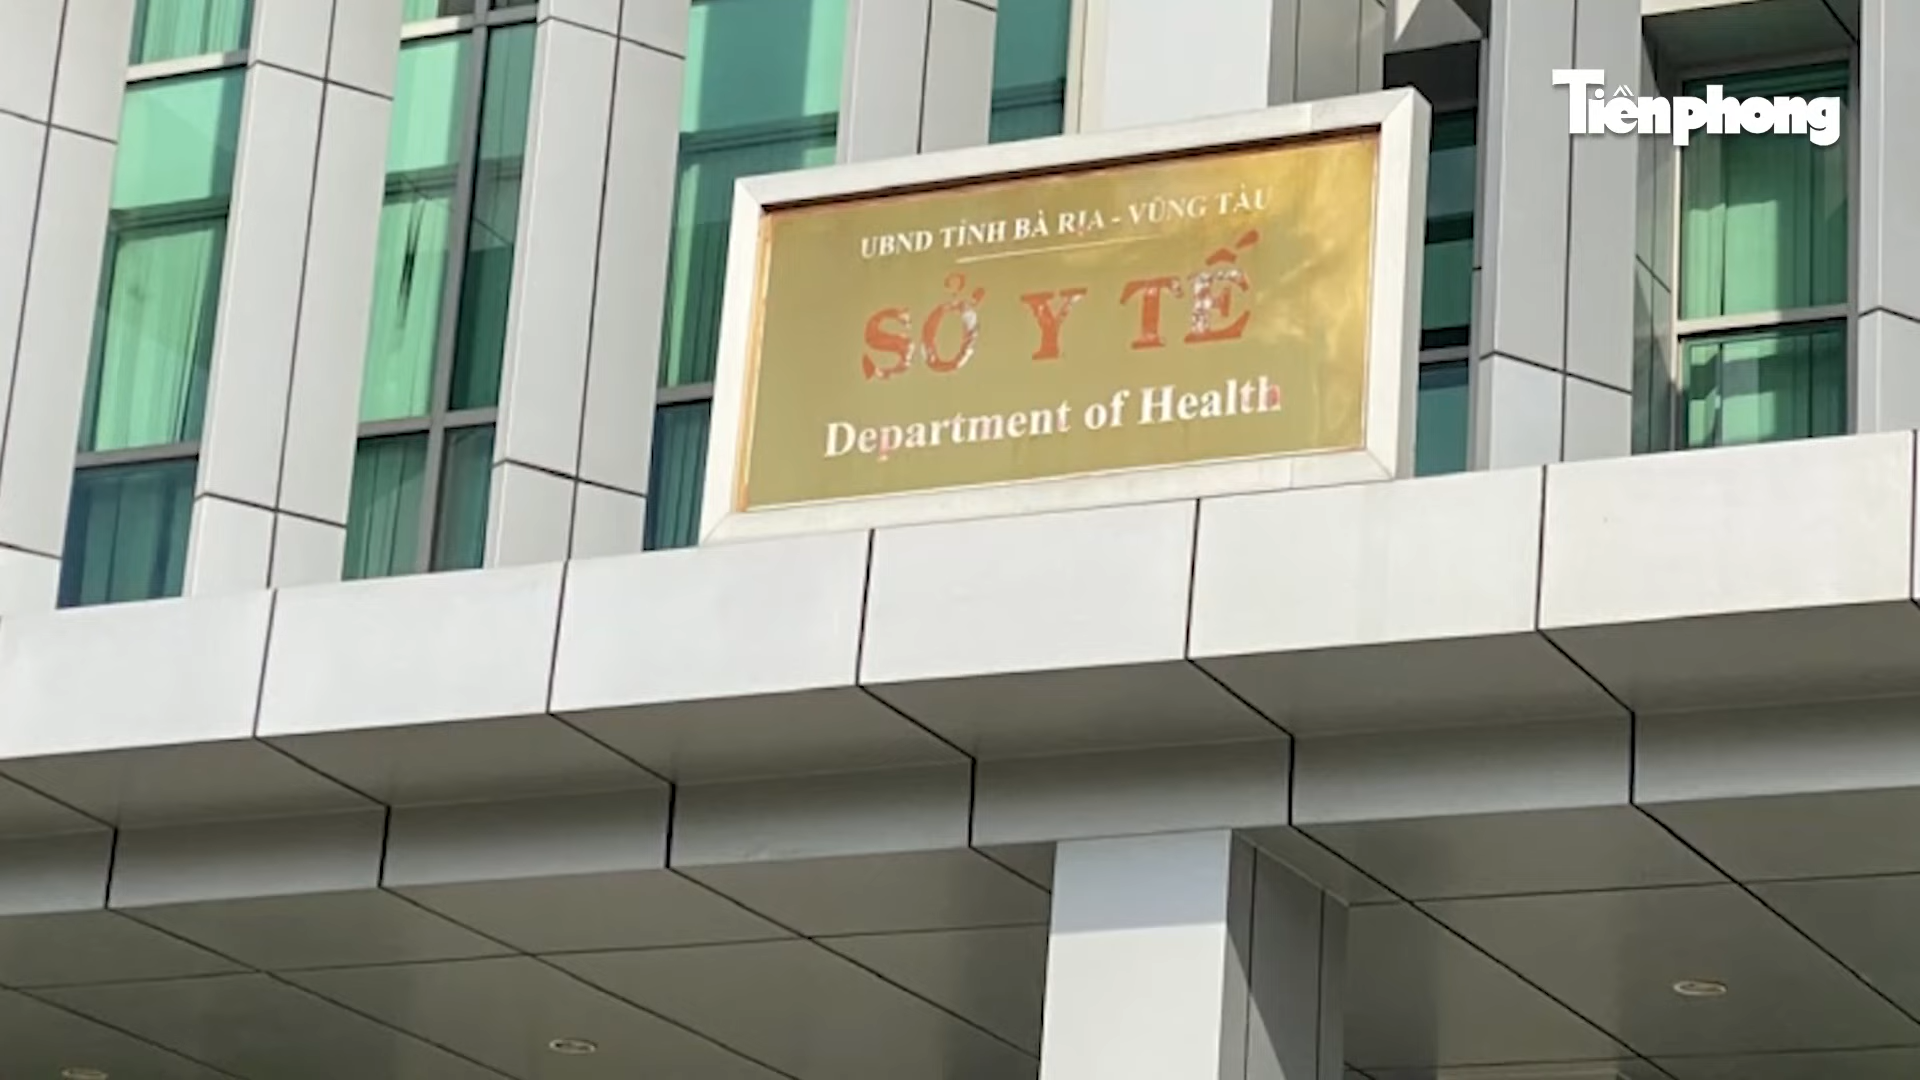 Tiềnphong
UBND TỈNH BÀ RỊA - VŨNG TÀU
SỞ Y TẾ
Department of Health